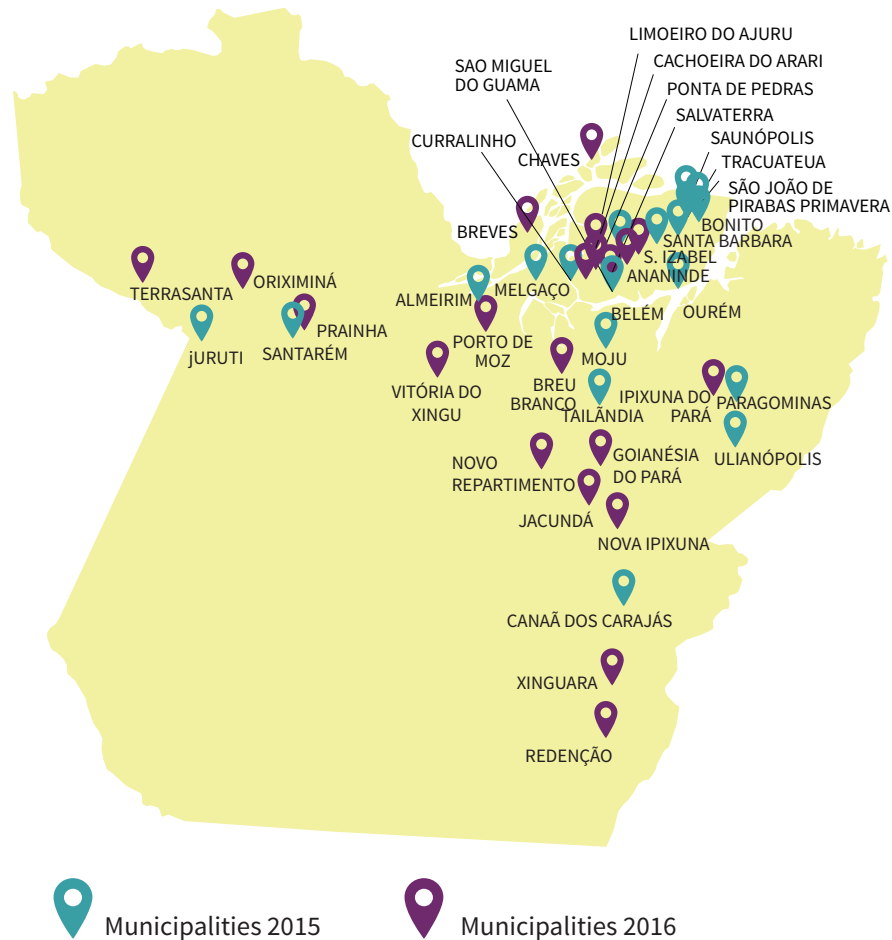 LIMOEIRO DO AJURU
CACHOEIRA DO ARARI
SAO MIGUEL
DO GUAMA
PONTA DE PEDRAS
SALVATERRA
CURRALINHO
SAUNÓPOLIS
CHAVES
TRACUATEUA
SÃO JOÃO DE
PIRABAS PRIMAVERA
BREVES
BONITO
SANTA BARBARA
S. IZABEL
ANANINDE
TERRASANTA
ORIXIMINÁ
ALMEIRIM
MELGAÇO
BELÉM
OURÉM
PRAINHA
jURUTI
SANTARÉM
PORTO DE
MOZ
MOJU
VITÓRIA DO
XINGU
BREU
BRANCO
TAILÂNDIA
IPIXUNA DO
PARÁ
PARAGOMINAS
ULIANÓPOLIS
NOVO
REPARTIMENTO
GOIANÉSIA
DO PARÁ
JACUNDÁ
NOVA IPIXUNA
CANAÃ DOS CARAJÁS
XINGUARA
REDENÇÃO
Municipalities 2015
Municipalities 2016